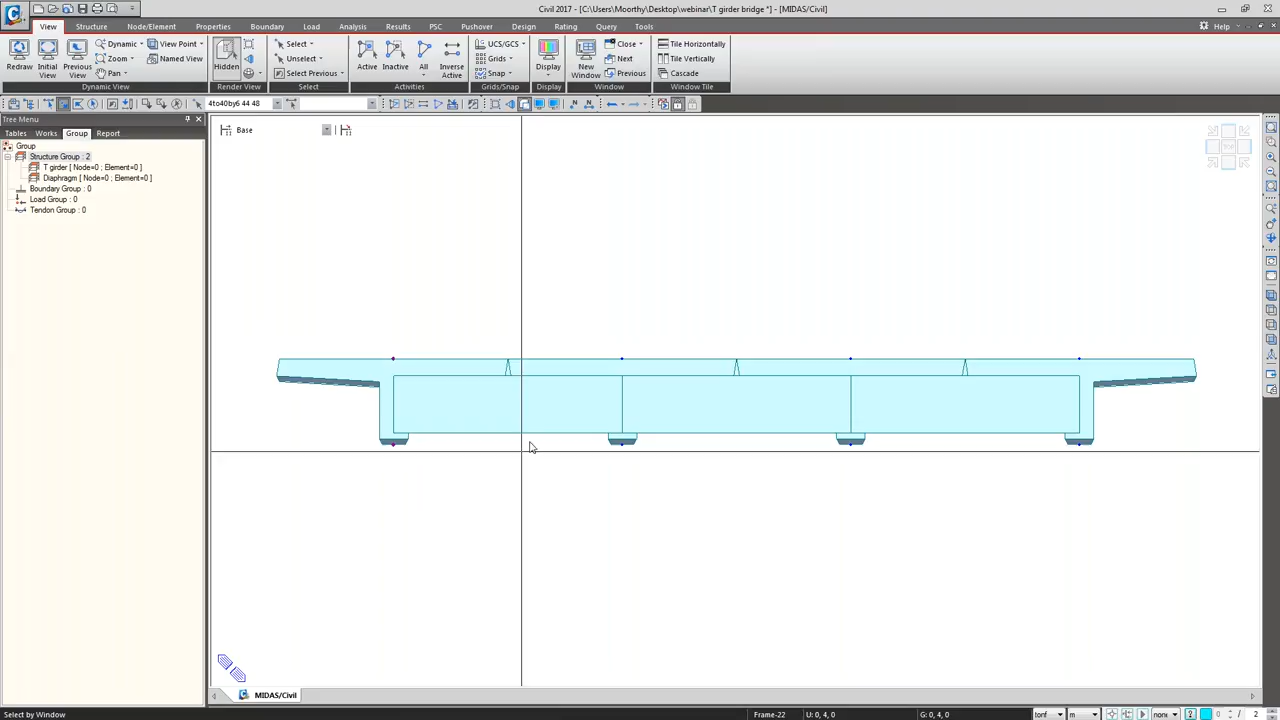 Civil 2017 - [C:\Users\Moorthy\Desktop\webinar\T girder bridge *] - [MIDAS/Civil]
View Structure Node/Element Properties Boundary Load Analysis Results Pushover PSC Design Rating Query Tools Help
Redraw Initial View Previous View Dynamic Zoom Pan View Point Named View
Hidden
Select Unselect Select Previous
Active Inactive All Inverse Active
UCS/GCS Grids Snap
Display
New Window Close Next Previous
Tile Horizontally Tile Vertically Cascade
Dynamic View Render View Select Activities Grids/Snap Display Window Window Tile
4to40by6 44 48
Tree Menu
Tables Works Group Report
Base
Group
Structure Group : 2
T girder [ Node=0 ; Element=0 ]
Diaphragm [ Node=0 ; Element=0 ]
Boundary Group : 0
Load Group : 0
Tendon Group : 0
MIDAS/Civil
Select by Window Frame-22 U: 0, 4, 0 G: 0, 4, 0 tonf m none 0 / 2